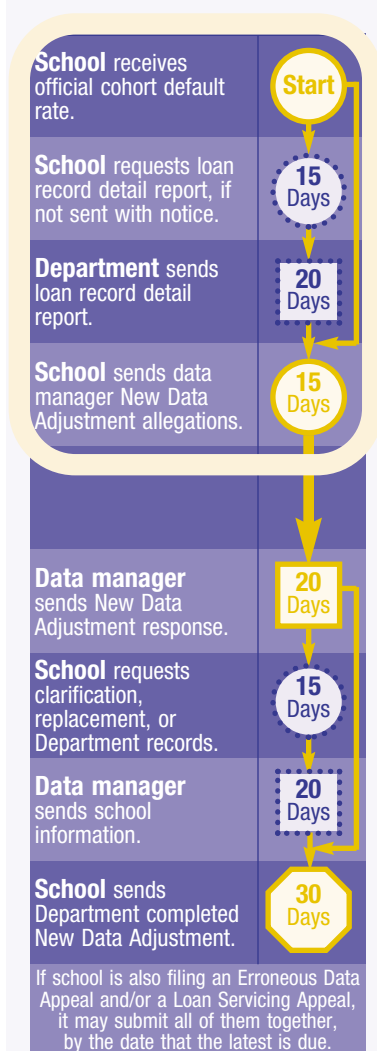 School receives
official cohort default
rate.
Start
School requests loan
record detail report, if
not sent with notice.
15
Days
Department sends
loan record detail
report.
20
Days
School sends data
manager New Data
Adjustment allegations.
15
Days
Data manager
sends New Data
Adjustment response.
20
Days
School requests
clarification,
replacement, or
Department records.
15
Days
Data manager
sends school
information.
20
Days
School sends
Department completed
New Data Adjustment.
30
Days
If school is also filing an Erroneous Data
Appeal and/or a Loan Servicing Appeal,
it may submit all of them together,
by the date that the latest is due.